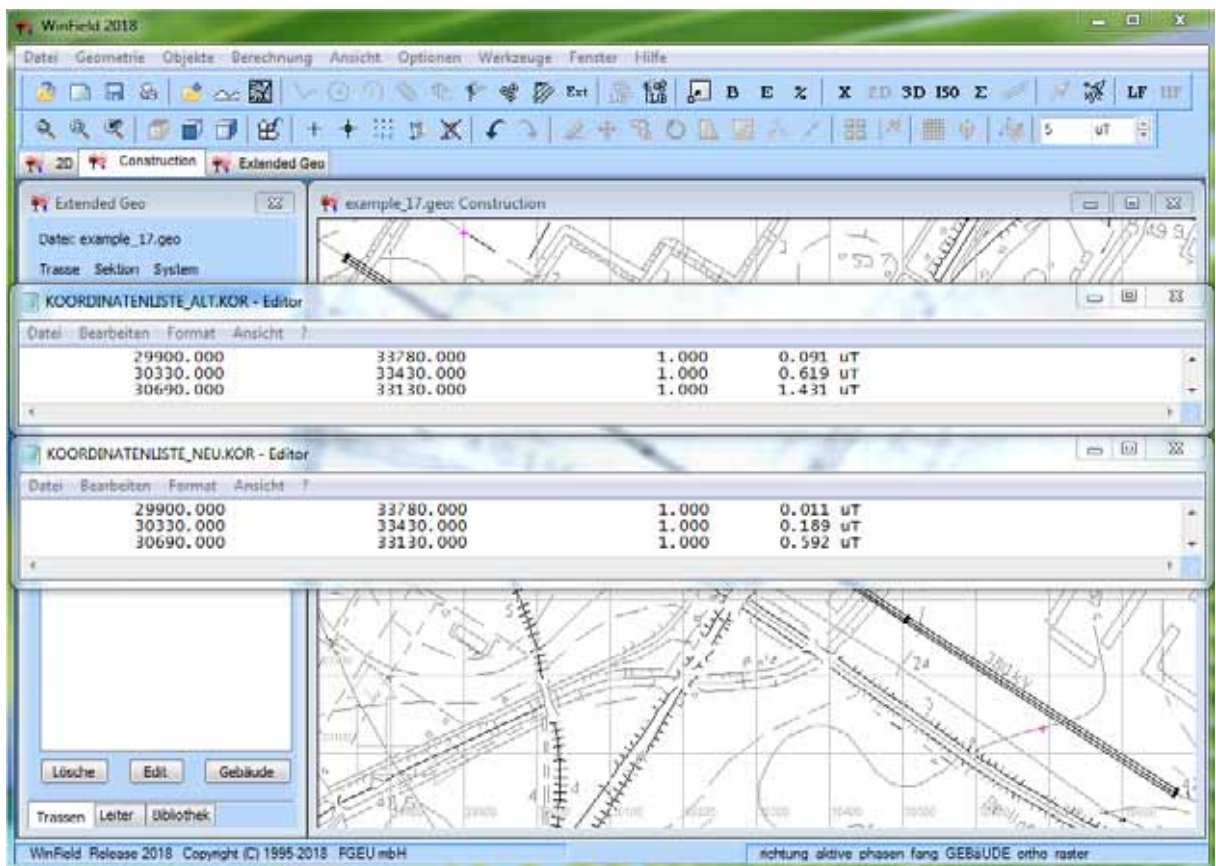 WinField 2018
Datei Geometrie Objekte Berechnung Ansicht Optionen Werkzeuge Fenster Hilfe
Ext B E % X 2D 3D ISO Σ LF HF
5 uT
2D Construction Extended Geo
Extended Geo
Datei: example_17.geo
Trasse Sektion System
example_17.geo: Construction
KOORDINATENLISTE_ALT.KOR - Editor
Datei Bearbeiten Format Ansicht ?
29900.000 33780.000 1.000 0.091 uT
30330.000 33430.000 1.000 0.619 uT
30690.000 33130.000 1.000 1.431 uT
KOORDINATENLISTE_NEU.KOR - Editor
Datei Bearbeiten Format Ansicht ?
29900.000 33780.000 1.000 0.011 uT
30330.000 33430.000 1.000 0.189 uT
30690.000 33130.000 1.000 0.592 uT
380 kV
Lösche Edit Gebäude
Trassen Leiter Bibliothek
WinField Release 2018 Copyright (C) 1995-2018 FGEU mbH
richtung aktive phasen fang GEBäUDE ortho raster